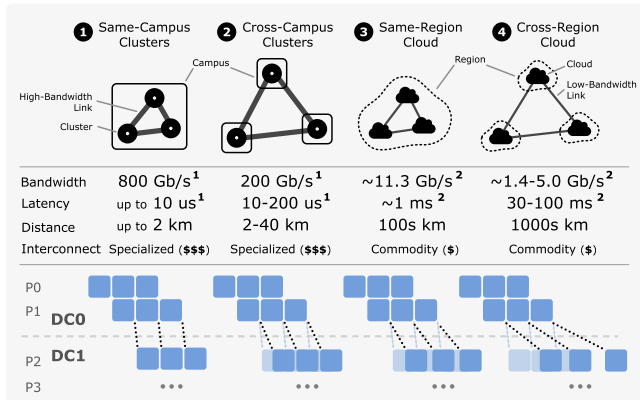 1 Same-Campus Clusters
2 Cross-Campus Clusters
3 Same-Region Cloud
4 Cross-Region Cloud
Campus
Region
Cloud
High-Bandwidth Link
Low-Bandwidth Link
Cluster
Bandwidth 800 Gb/s1 200 Gb/s1 ~11.3 Gb/s2 ~1.4-5.0 Gb/s2
Latency up to 10 us1 10-200 us1 ~1 ms2 30-100 ms2
Distance up to 2 km 2-40 km 100s km 1000s km
Interconnect Specialized ($$$) Specialized ($$$) Commodity ($) Commodity ($)
P0
P1
DC0
DC1
P2
P3